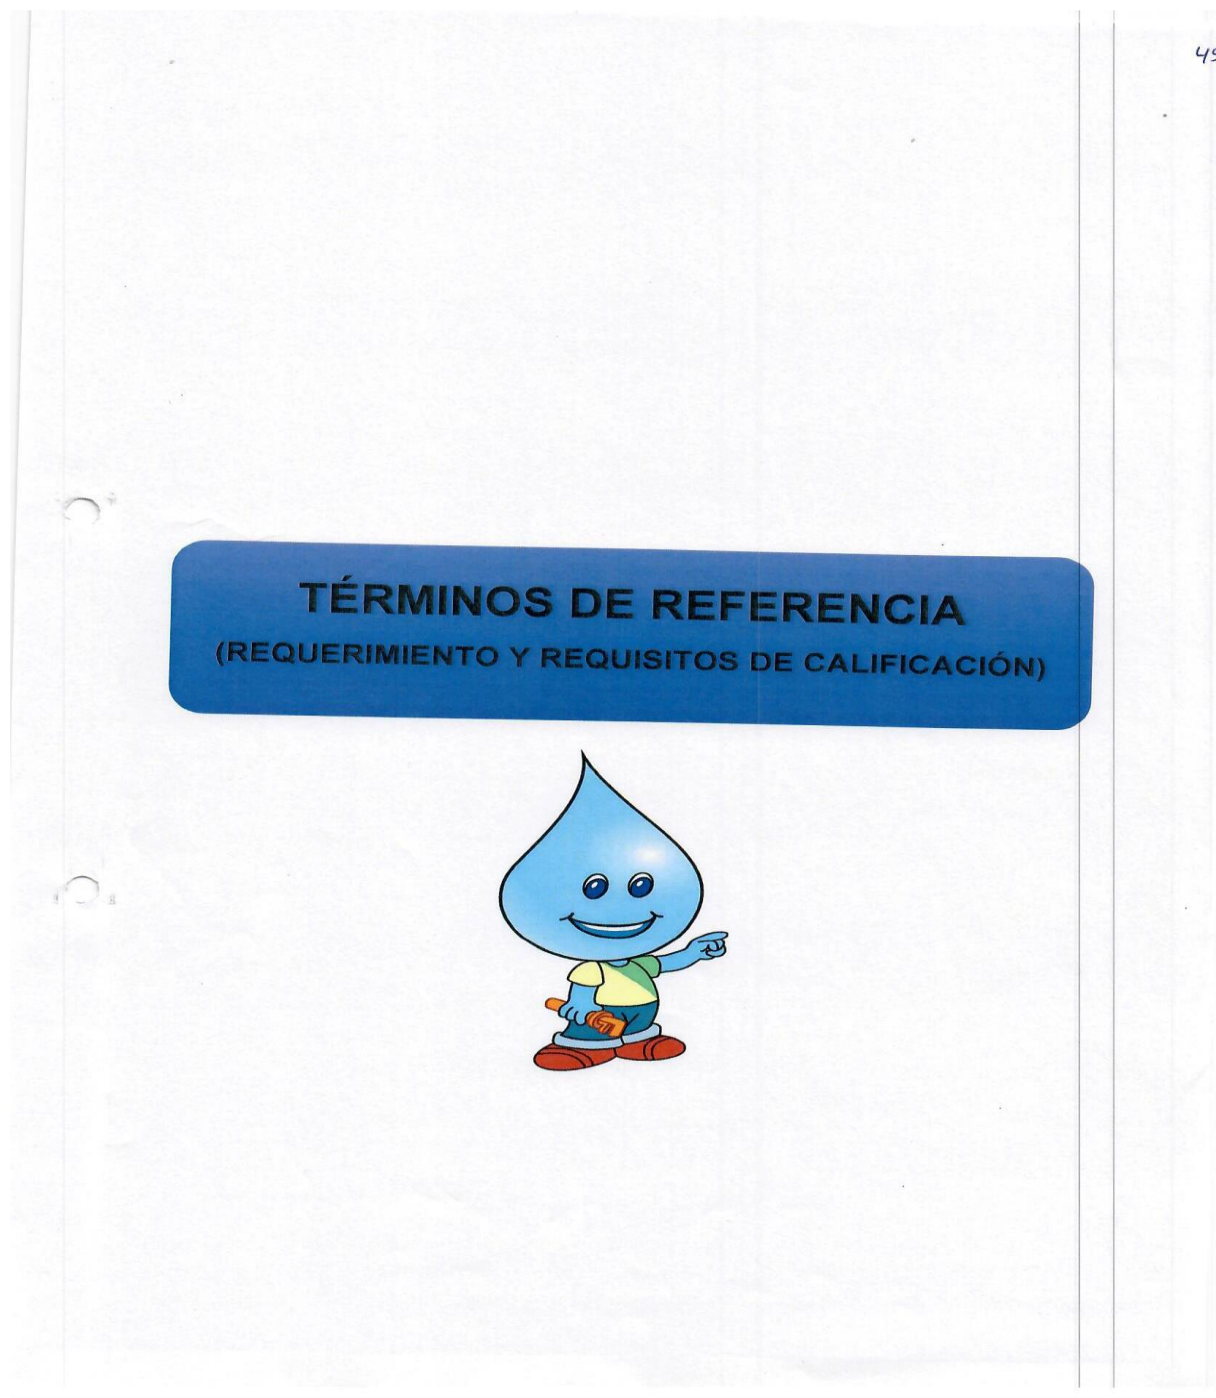 TÉRMINOS DE REFERENCIA
(REQUERIMIENTO Y REQUISITOS DE CALIFICACIÓN)